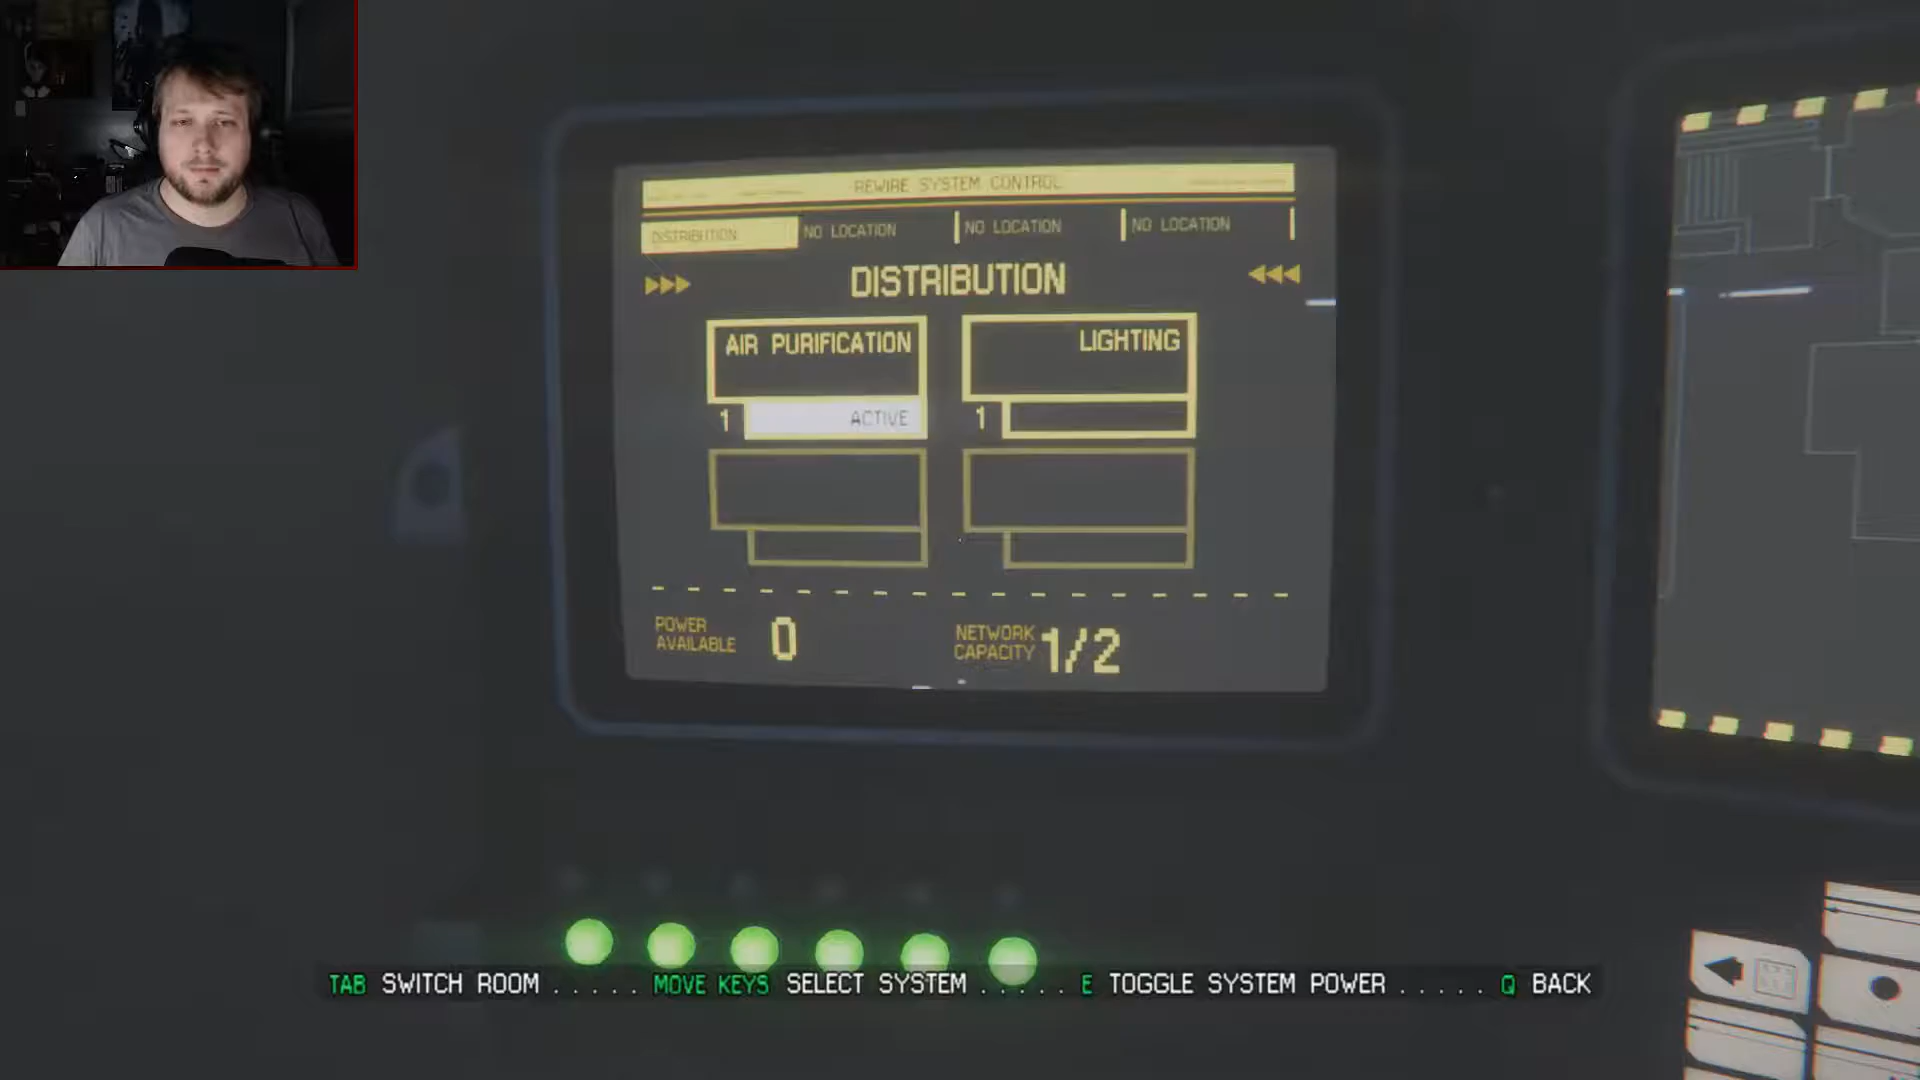 REWIRE SYSTEM CONTROL
DISTRIBUTION NO LOCATION NO LOCATION NO LOCATION
DISTRIBUTION
AIR PURIFICATION LIGHTING
1 ACTIVE 1
POWER AVAILABLE 0 NETWORK CAPACITY 1/2
TAB SWITCH ROOM ..... MOVE KEYS SELECT SYSTEM ..... E TOGGLE SYSTEM POWER ..... Q BACK